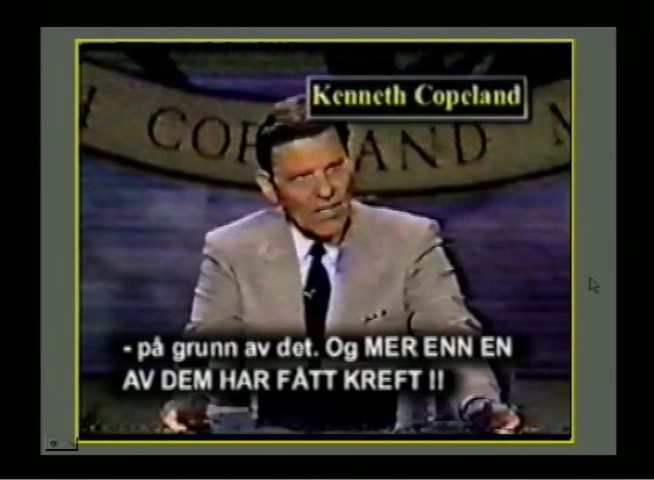 Kenneth Copeland
COPELAND
- på grunn av det. Og MER ENN EN
AV DEM HAR FÅTT KREFT !!